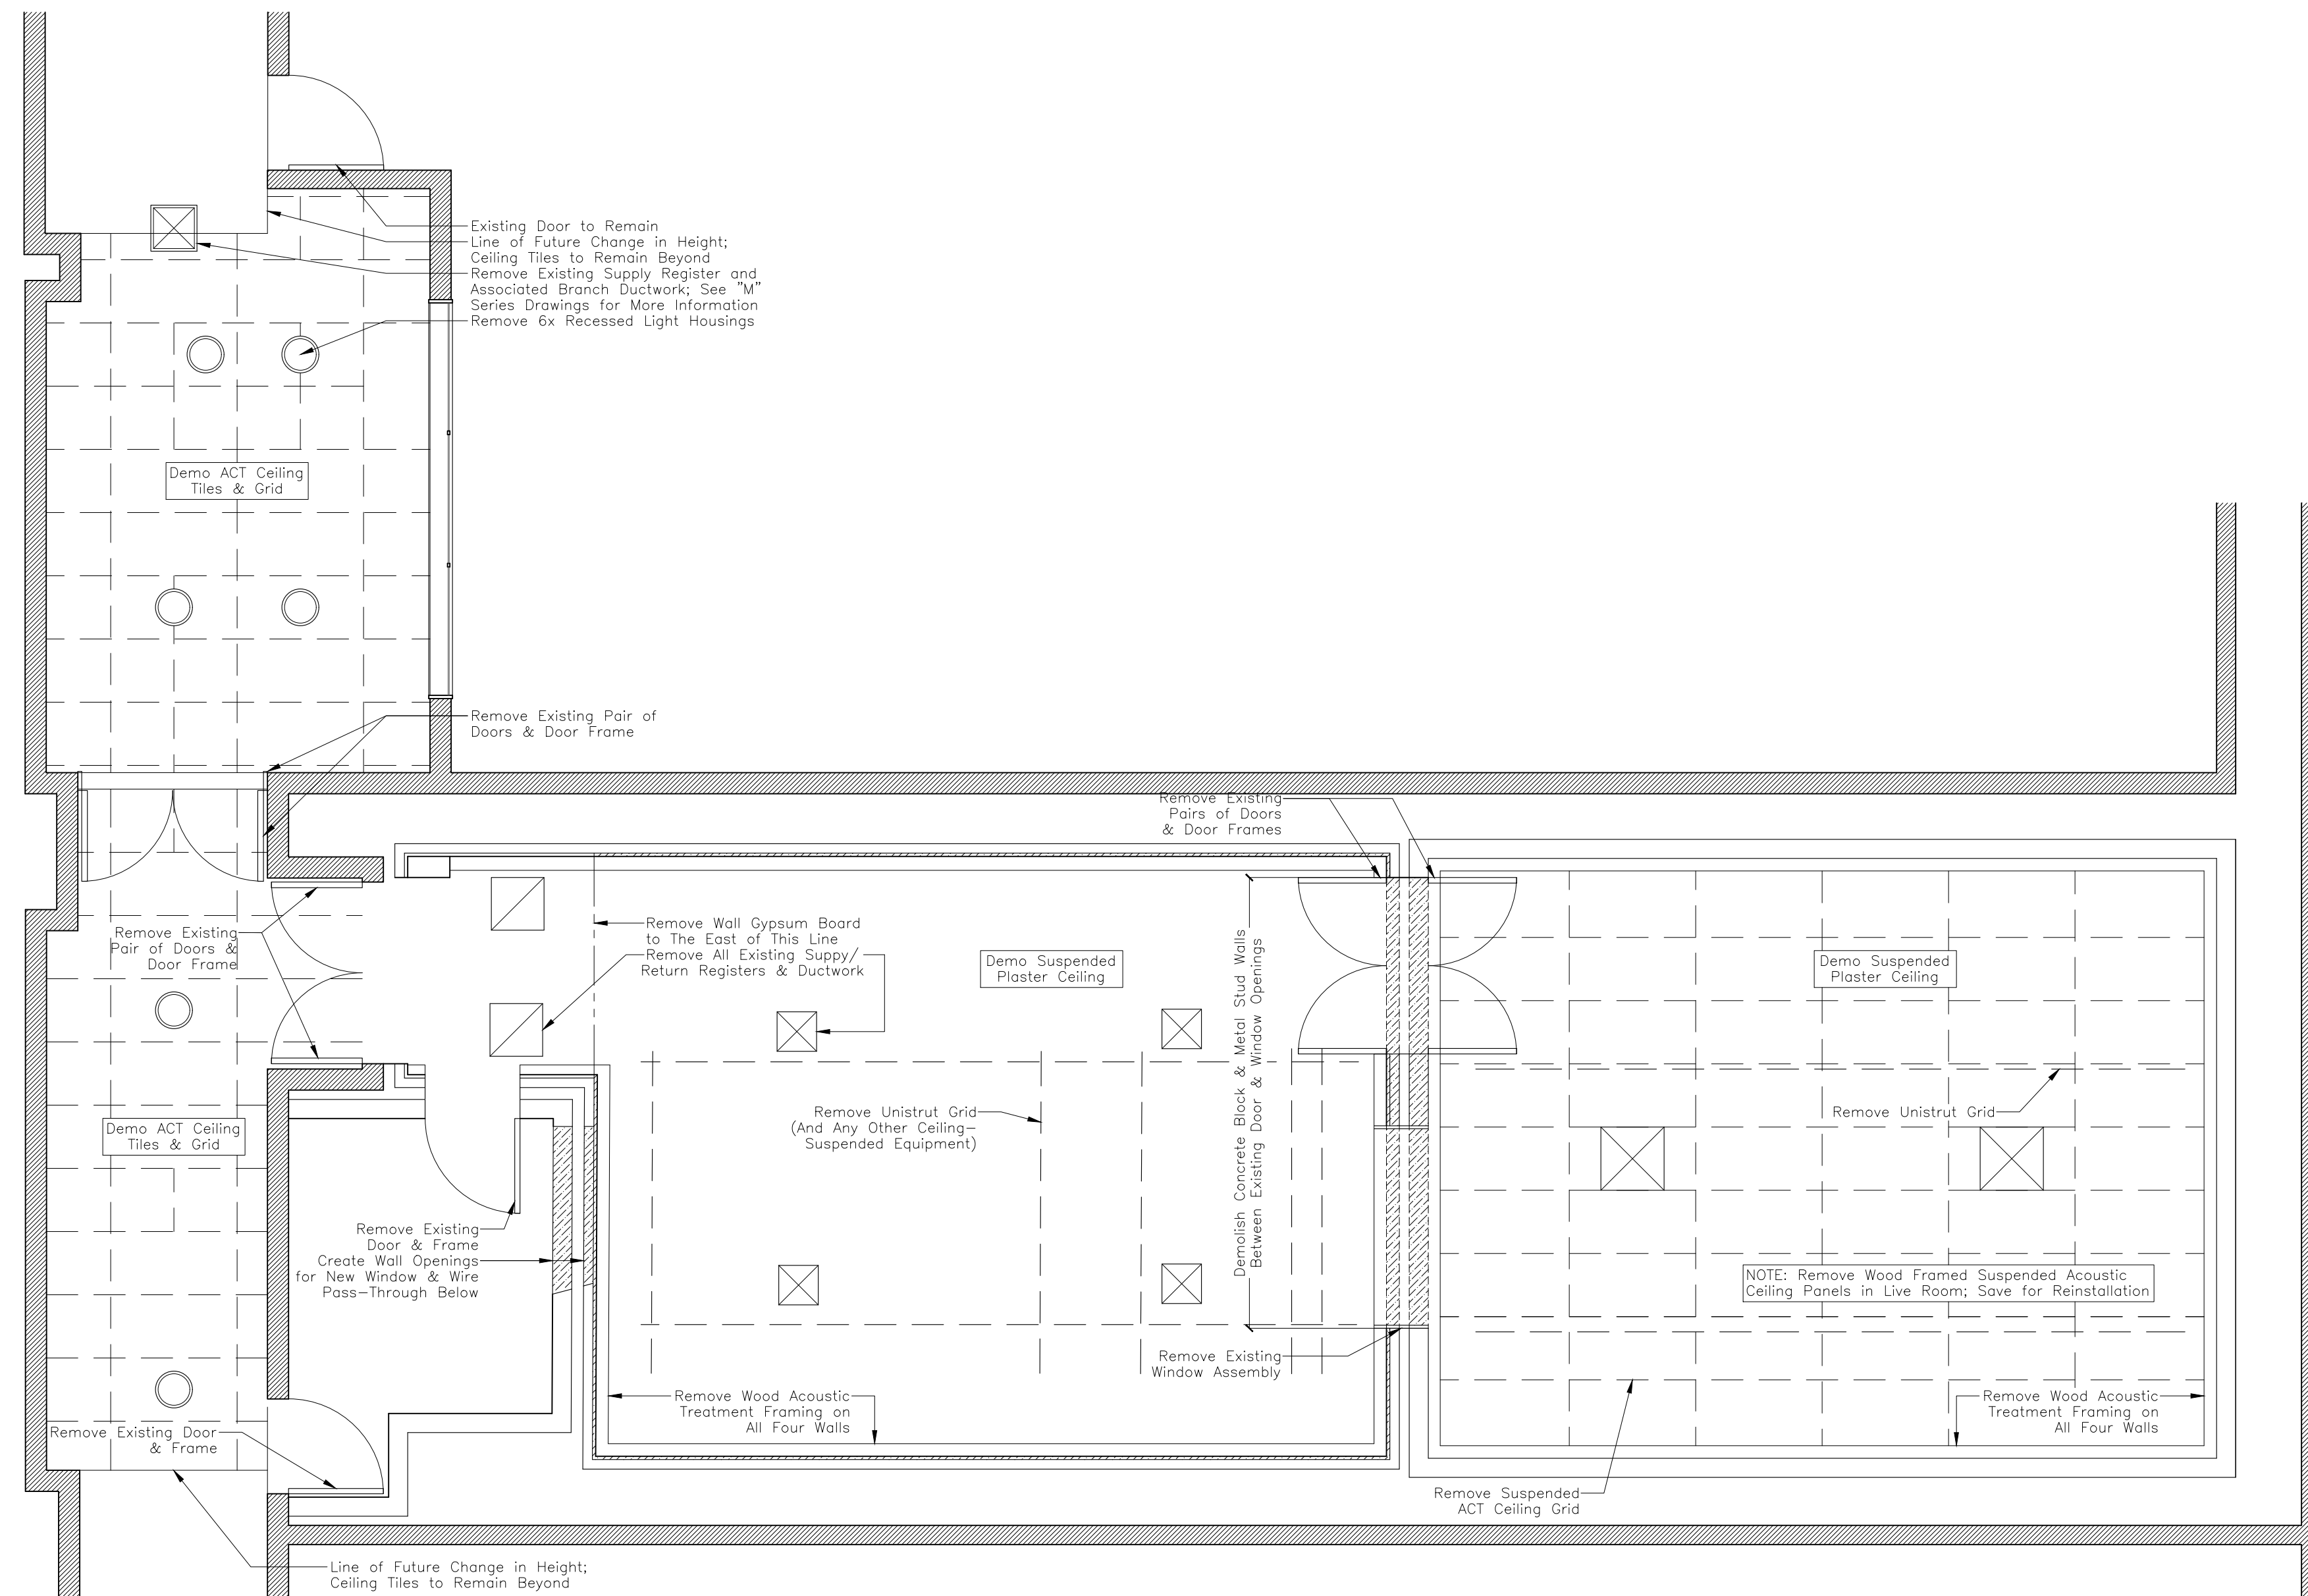 Existing Door to Remain
Line of Future Change in Height;
Ceiling Tiles to Remain Beyond
Remove Existing Supply Register and
Associated Branch Ductwork; See "M"
Series Drawings for More Information
Remove 6x Recessed Light Housings
Demo ACT Ceiling
Tiles & Grid
Remove Existing Pair of
Doors & Door Frame
Remove Existing
Pairs of Doors
& Door Frames
Remove Existing
Pair of Doors &
Door Frame
Remove Wall Gypsum Board
to The East of This Line
Remove All Existing Suppy/
Return Registers & Ductwork
Demo Suspended
Plaster Ceiling
Demolish Concrete Block & Metal Stud Walls
Between Existing Door & Window Openings
Demo Suspended
Plaster Ceiling
Demo ACT Ceiling
Tiles & Grid
Remove Unistrut Grid
(And Any Other Ceiling-
Suspended Equipment)
Remove Unistrut Grid
Remove Existing
Door & Frame
Create Wall Openings
for New Window & Wire
Pass-Through Below
NOTE: Remove Wood Framed Suspended Acoustic
Ceiling Panels in Live Room; Save for Reinstallation
Remove Existing
Window Assembly
Remove Wood Acoustic
Treatment Framing on
All Four Walls
Remove Wood Acoustic
Treatment Framing on
All Four Walls
Remove Existing Door
& Frame
Remove Suspended
ACT Ceiling Grid
Line of Future Change in Height;
Ceiling Tiles to Remain Beyond